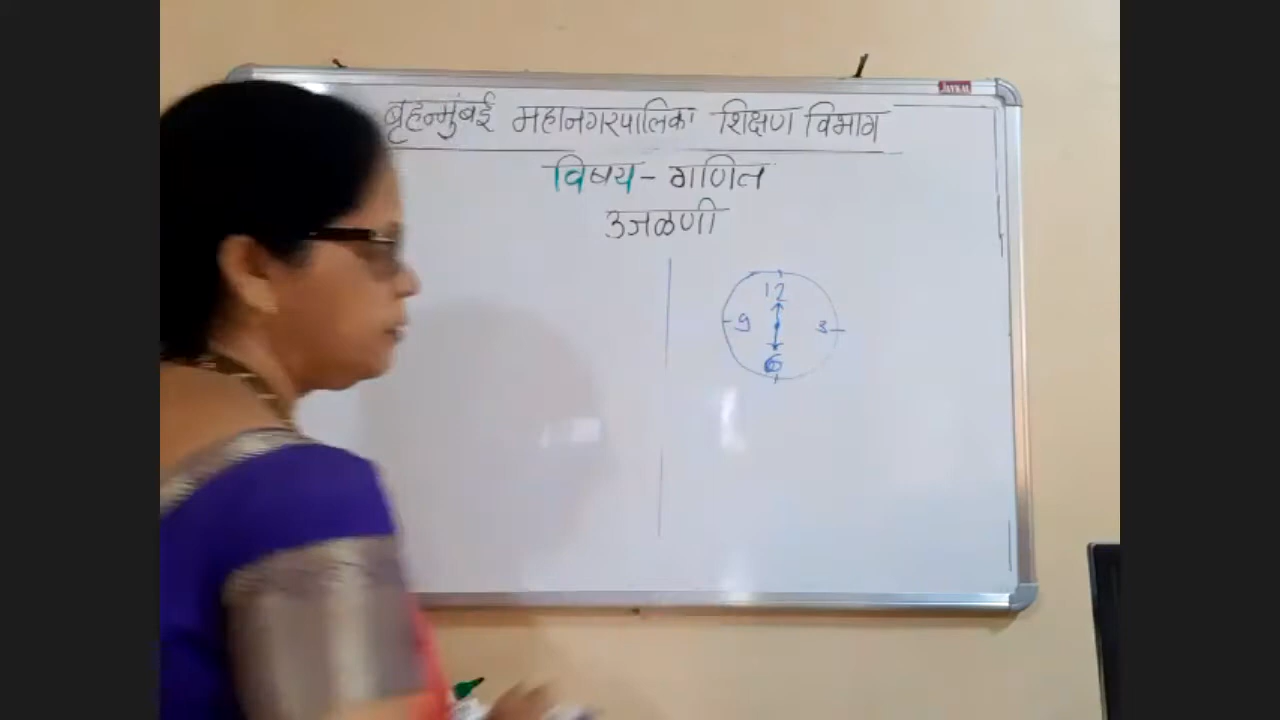 बृहन्मुंबई महानगरपालिका शिक्षण विभाग
विषय - गणित
उजळणी
12
9 3
6